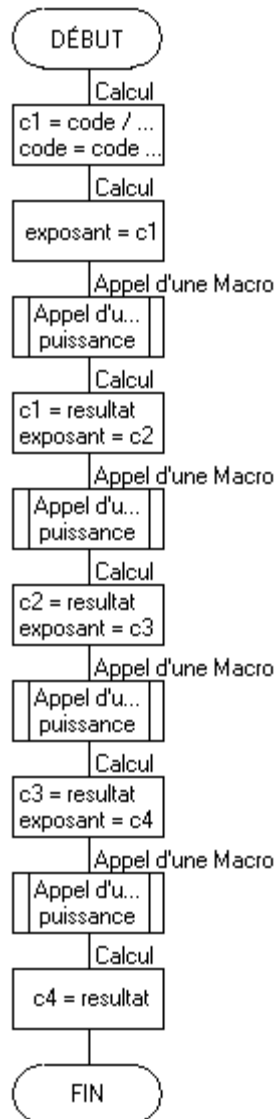 DÉBUT
Calcul
c1 = code / ...
code = code ...
Calcul
exposant = c1
Appel d'une Macro
Appel d'u...
puissance
Calcul
c1 = resultat
exposant = c2
Appel d'une Macro
Appel d'u...
puissance
Calcul
c2 = resultat
exposant = c3
Appel d'une Macro
Appel d'u...
puissance
Calcul
c3 = resultat
exposant = c4
Appel d'une Macro
Appel d'u...
puissance
Calcul
c4 = resultat
FIN